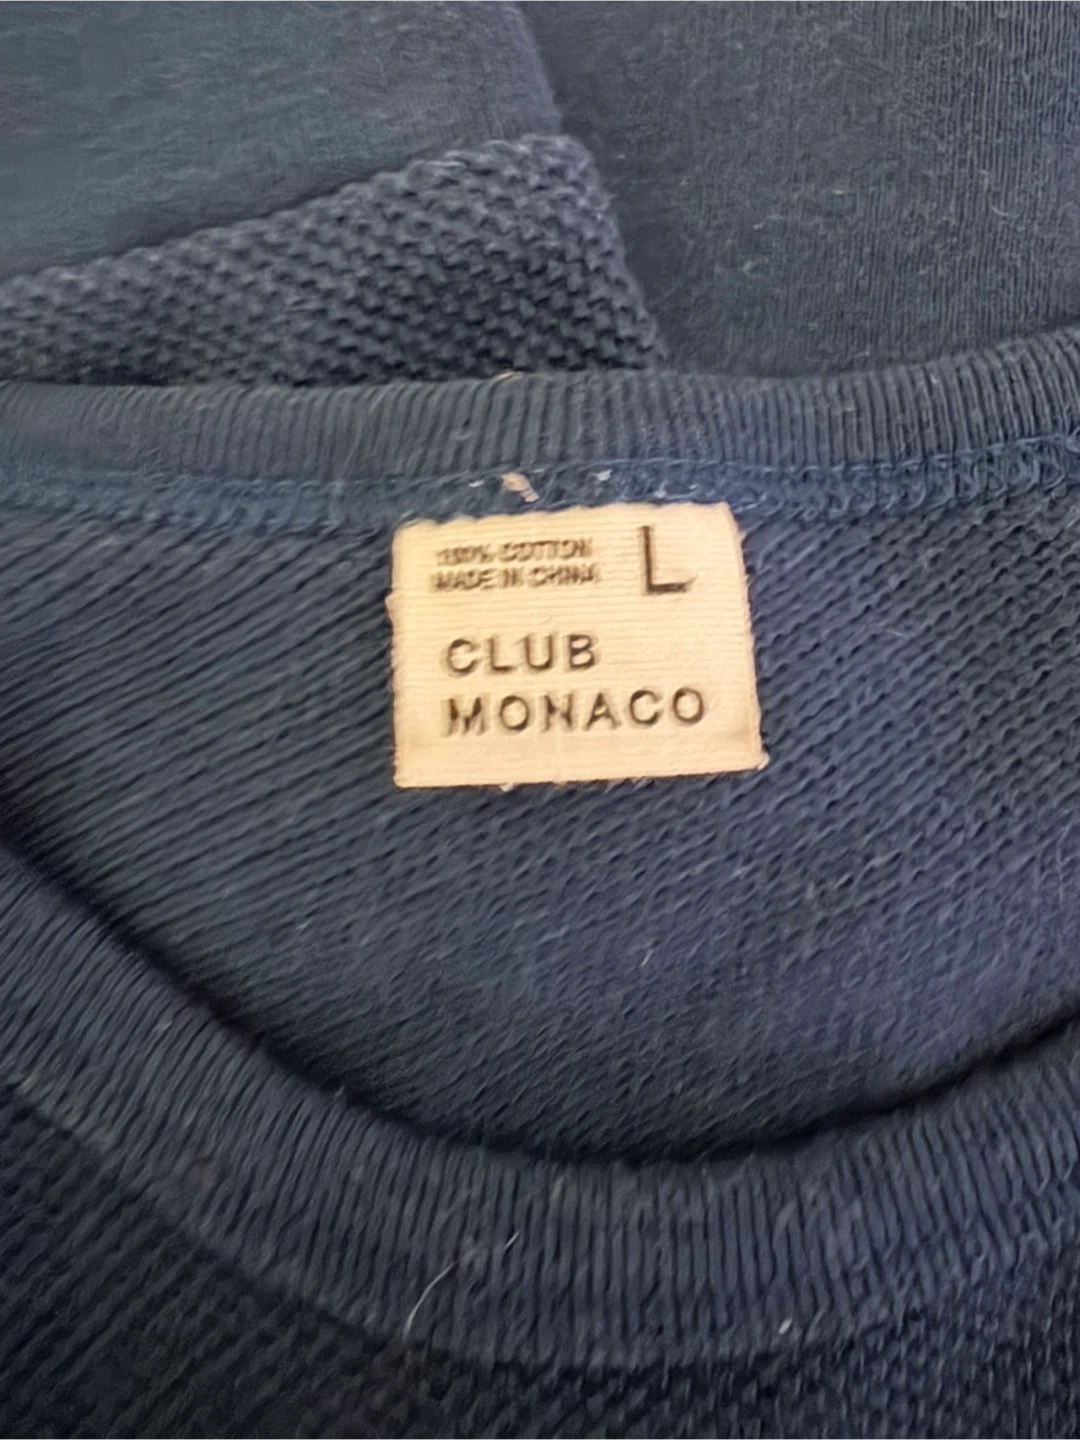 100% COTTON
MADE IN CHINA
L
CLUB
MONACO